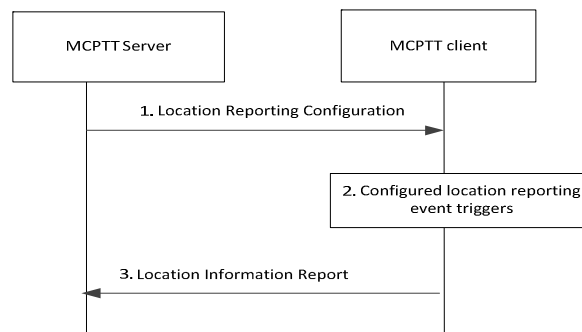 MCPTT Server
MCPTT client
1. Location Reporting Configuration
2. Configured location reporting
event triggers
3. Location Information Report